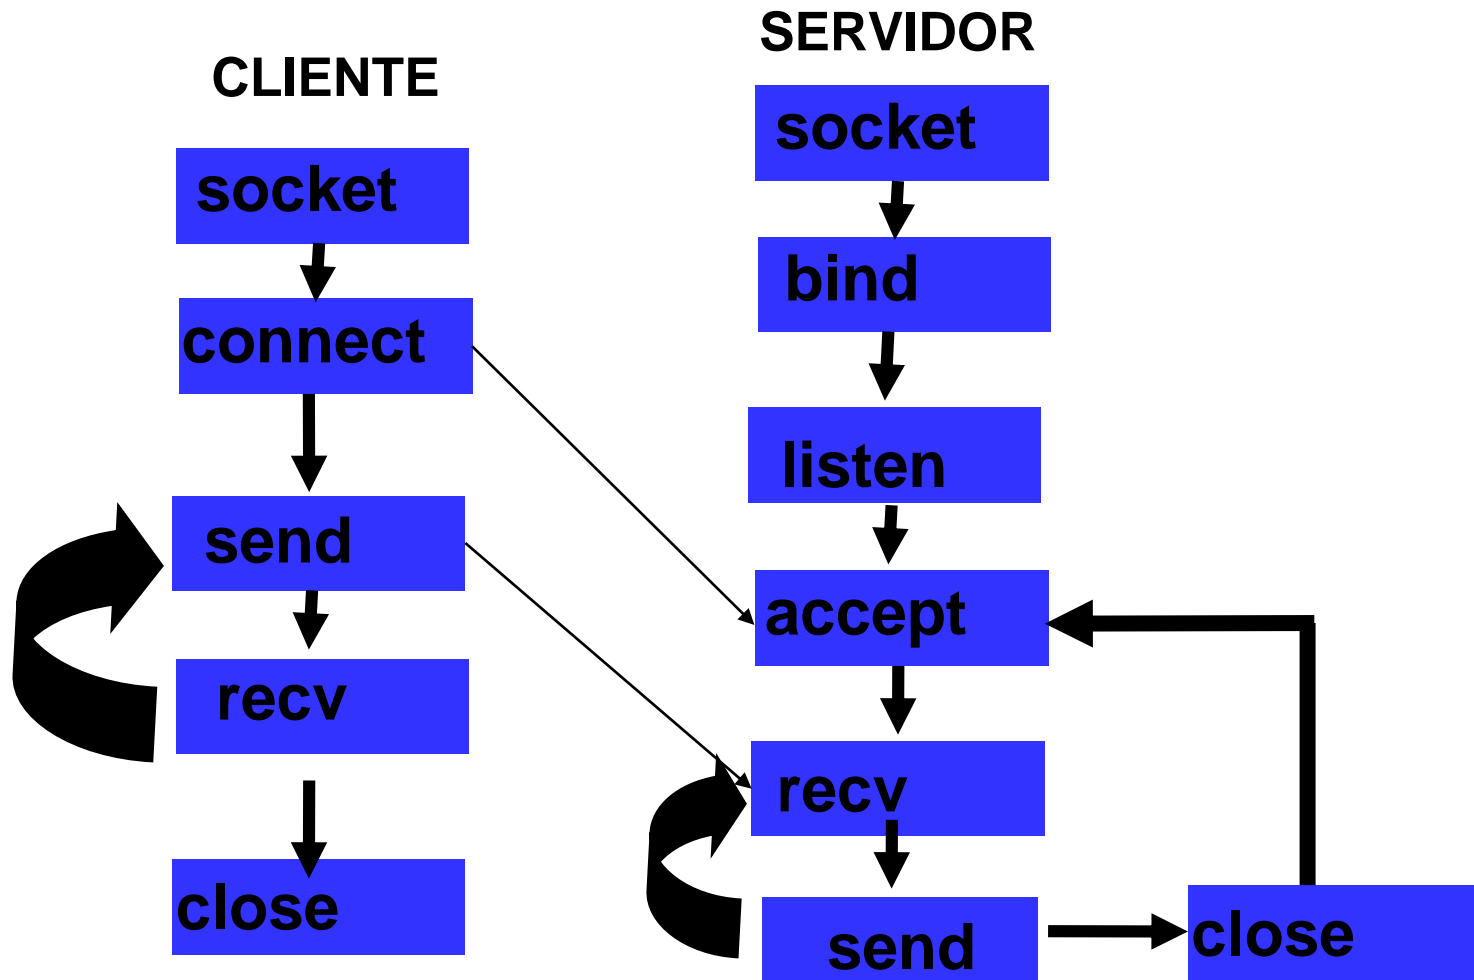 CLIENTE
socket
connect
send
recv
close
SERVIDOR
socket
bind
listen
accept
recv
send
close